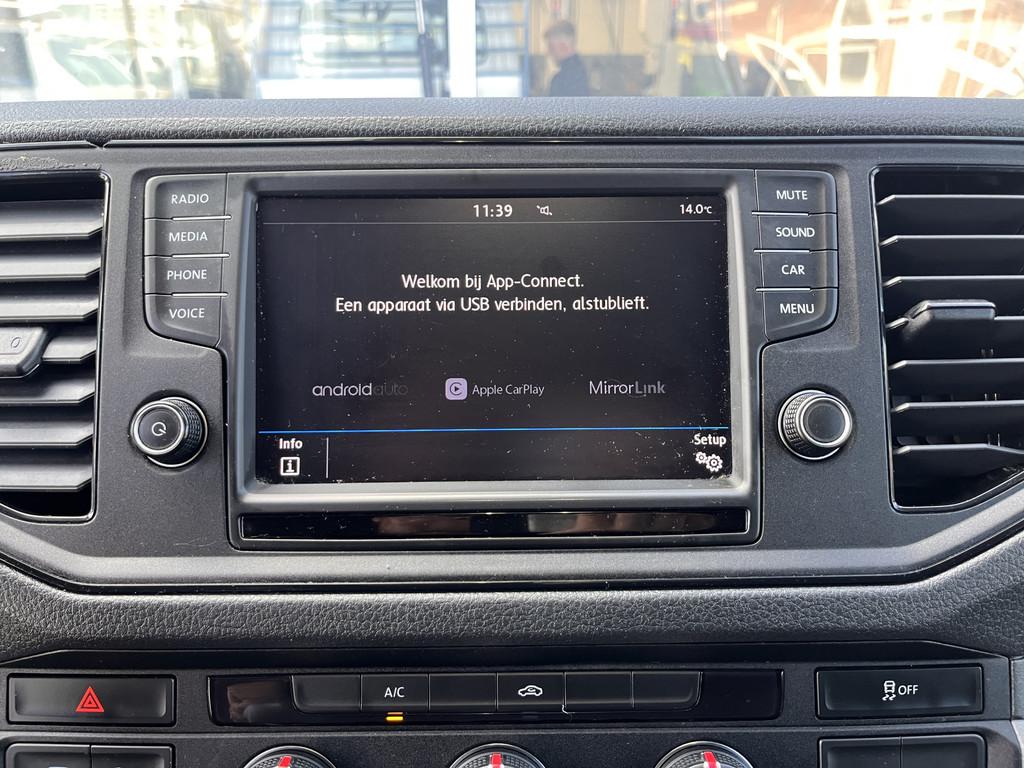 RADIO
MEDIA
PHONE
VOICE
11:39
14.0°C
Welkom bij App-Connect.
Een apparaat via USB verbinden, alstublieft.
androidauto
Apple CarPlay
MirrorLink
Info
i
Setup
MUTE
SOUND
CAR
MENU
0
A/C
OFF